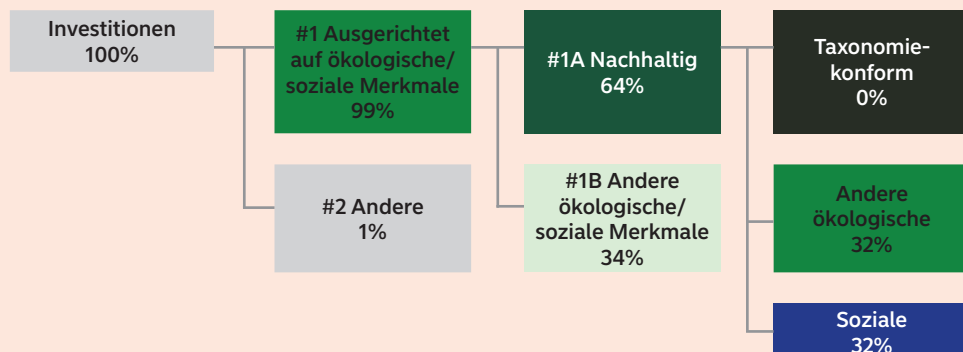 Investitionen
100%
#1 Ausgerichtet
auf ökologische/
soziale Merkmale
99%
#2 Andere
1%
#1A Nachhaltig
64%
#1B Andere
ökologische/
soziale Merkmale
34%
Taxonomie-
konform
0%
Andere
ökologische
32%
Soziale
32%